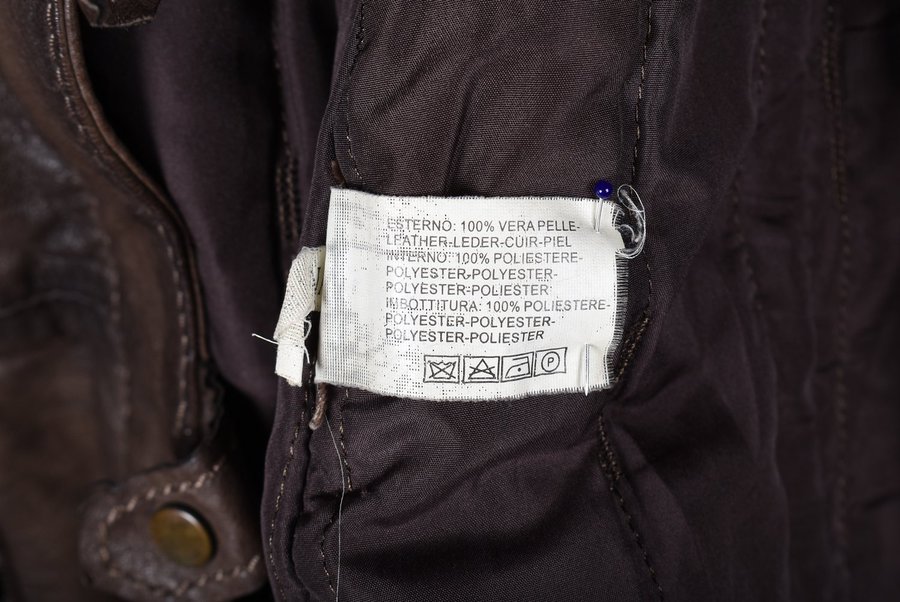 ESTERNO: 100% VERA PELLE-
LEATHER-LEDER-CUIR-PIEL
INTERNO: 100% POLIESTERE-
POLYESTER-POLYESTER-
POLYESTER-POLIESTER
IMBOTTITURA: 100% POLIESTERE-
POLYESTER-POLYESTER-
POLYESTER-POLIESTER
P